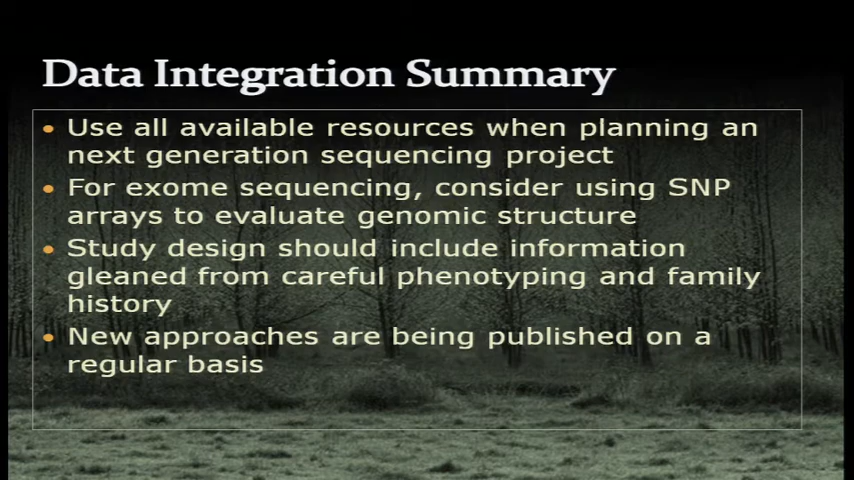 Data Integration Summary
• Use all available resources when planning an
next generation sequencing project
• For exome sequencing, consider using SNP
arrays to evaluate genomic structure
• Study design should include information
gleaned from careful phenotyping and family
history
• New approaches are being published on a
regular basis